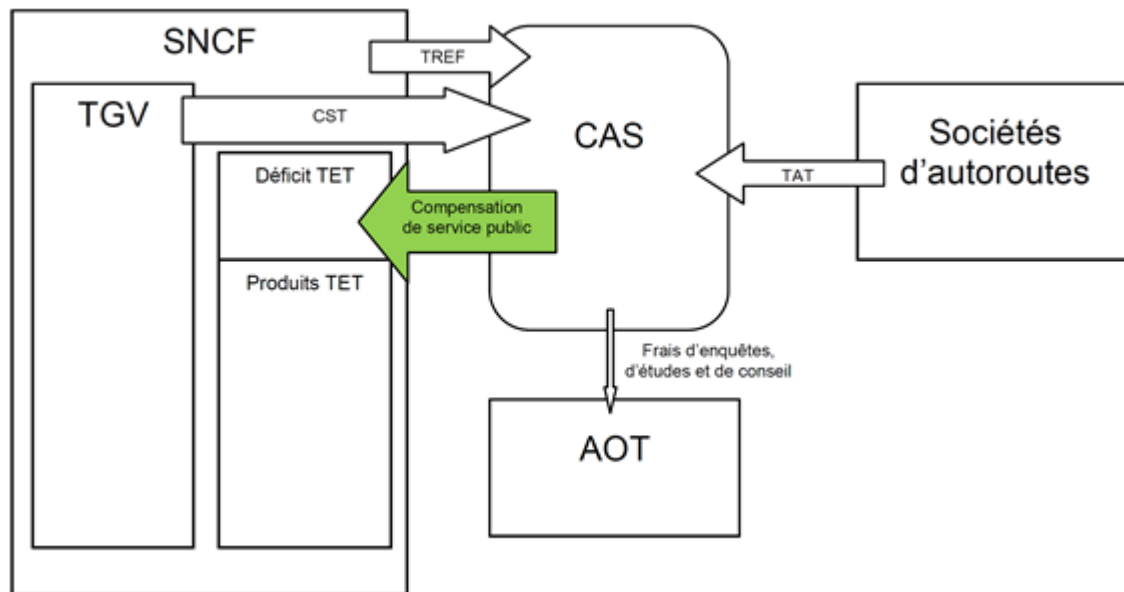 SNCF
TREF
TGV
CST
CAS
Sociétés
d'autoroutes
TAT
Déficit TET
Compensation
de service public
Produits TET
Frais d'enquêtes,
d'études et de conseil
AOT